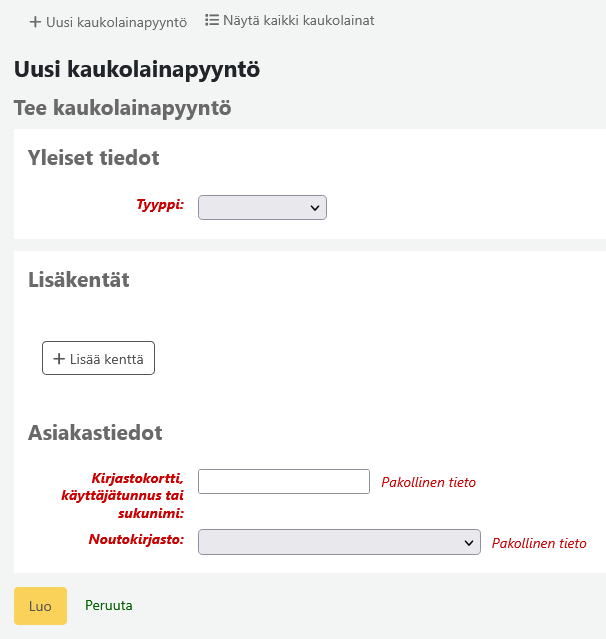 + Uusi kaukolainapyyntö Näytä kaikki kaukolainat
Uusi kaukolainapyyntö
Tee kaukolainapyyntö
Yleiset tiedot
Tyyppi:
Lisäkentät
+ Lisää kenttä
Asiakastiedot
Kirjastokortti,
käyttäjätunnus tai
sukunimi:
Pakollinen tieto
Noutokirjasto:
Pakollinen tieto
Luo Peruuta